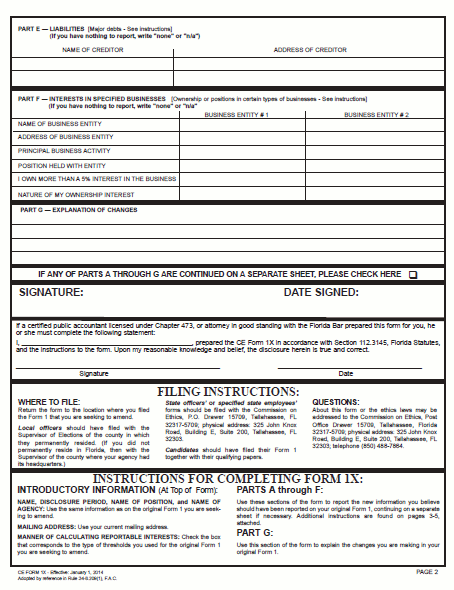 PART E — LIABILITIES [Major debts - See instructions]
(If you have nothing to report, write "none" or "n/a")
NAME OF CREDITOR
ADDRESS OF CREDITOR
PART F — INTERESTS IN SPECIFIED BUSINESSES [Ownership or positions in certain types of businesses - See instructions]
(If you have nothing to report, write "none" or "n/a"
BUSINESS ENTITY # 1
BUSINESS ENTITY # 2
NAME OF BUSINESS ENTITY
ADDRESS OF BUSINESS ENTITY
PRINCIPAL BUSINESS ACTIVITY
POSITION HELD WITH ENTITY
I OWN MORE THAN A 5% INTEREST IN THE BUSINESS
NATURE OF MY OWNERSHIP INTEREST
PART G — EXPLANATION OF CHANGES
IF ANY OF PARTS A THROUGH G ARE CONTINUED ON A SEPARATE SHEET, PLEASE CHECK HERE ❑
SIGNATURE:
DATE SIGNED:
If a certified public accountant licensed under Chapter 473, or attorney in good standing with the Florida Bar prepared this form for you, he
or she must complete the following statement:
I, ________________________, prepared the CE Form 1X in accordance with Section 112.3145, Florida Statutes,
and the instructions to the form. Upon my reasonable knowledge and belief, the disclosure herein is true and correct.
Signature
Date
FILING INSTRUCTIONS:
WHERE TO FILE:
Return the form to the location where you filed
the Form 1 that you are seeking to amend.
Local officers should have filed with the
Supervisor of Elections of the county in which
they permanently reside. (If you did not
permanently reside in Florida, then with the
Supervisor of the county where your agency had
its headquarters.)
State officers' or specified state employees'
forms should be filed with the Commission on
Ethics, P.O. Drawer 15709, Tallahassee, FL
32317-5709; physical address: 325 John Knox
Road, Building E, Suite 200, Tallahassee, FL
32303.
Candidates should have filed their Form 1
together with their qualifying papers.
QUESTIONS:
About this form or the ethics laws may be
addressed to the Commission on Ethics, Post
Office Drawer 15709, Tallahassee, Florida
32317-5709; physical address: 325 John Knox
Road, Building E, Suite 200, Tallahassee, FL
32303; telephone (850) 488-7864.
INSTRUCTIONS FOR COMPLETING FORM 1X:
INTRODUCTORY INFORMATION (At Top of Form):
NAME, DISCLOSURE PERIOD, NAME OF POSITION, and NAME OF
AGENCY: Use the same information as on the original Form 1 you are seek-
ing to amend.
MAILING ADDRESS: Use your current mailing address.
MANNER OF CALCULATING REPORTABLE INTERESTS: Check the box
that corresponds to the type of thresholds you used for the original Form 1
you are seeking to amend.
PARTS A through F:
Use these sections of the form to report the new information you believe
should have been reported on your original Form 1, continuing on a separate
sheet if necessary. Additional instructions are found on pages 3-5,
attached.
PART G:
Use this section of the form to explain the changes you are making in your
original Form 1.
CE FORM 1X - Effective: January 1, 2014
Adopted by reference in Rule 34-8.209(1), F.A.C.
PAGE 2